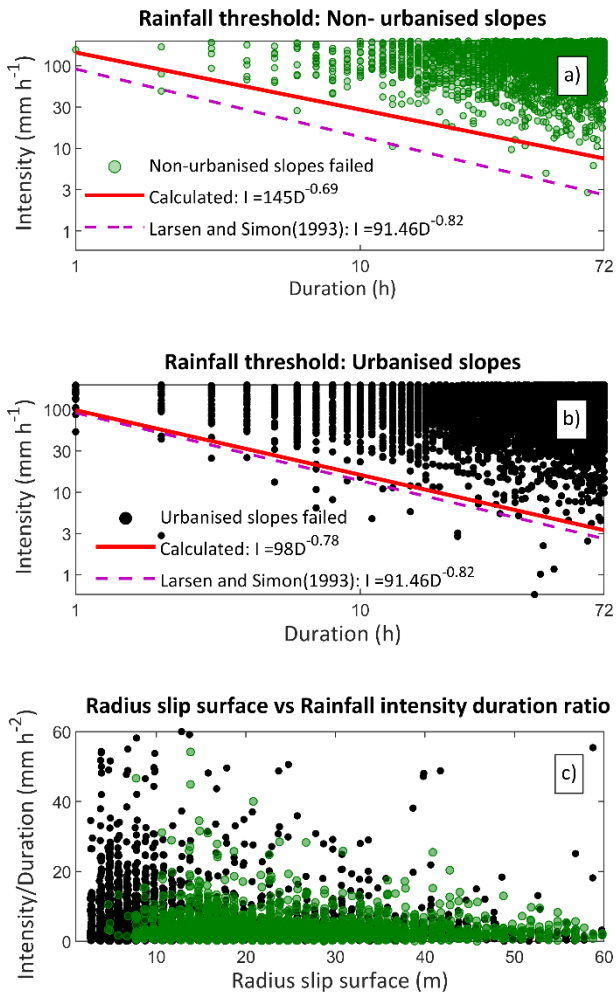 Rainfall threshold: Non- urbanised slopes
a)
100
30
10
3
1
Intensity (mm h⁻¹)
Non-urbanised slopes failed
Calculated: I =145D⁻⁰·⁶⁹
Larsen and Simon(1993): I =91.46D⁻⁰·⁸²
1 10 72
Duration (h)
Rainfall threshold: Urbanised slopes
b)
100
30
10
3
1
Intensity (mm h⁻¹)
Urbanised slopes failed
Calculated: I =98D⁻⁰·⁷⁸
Larsen and Simon(1993): I =91.46D⁻⁰·⁸²
1 10 72
Duration (h)
Radius slip surface vs Rainfall intensity duration ratio
c)
60
40
20
0
Intensity/Duration (mm h⁻²)
10 20 30 40 50 60
Radius slip surface (m)